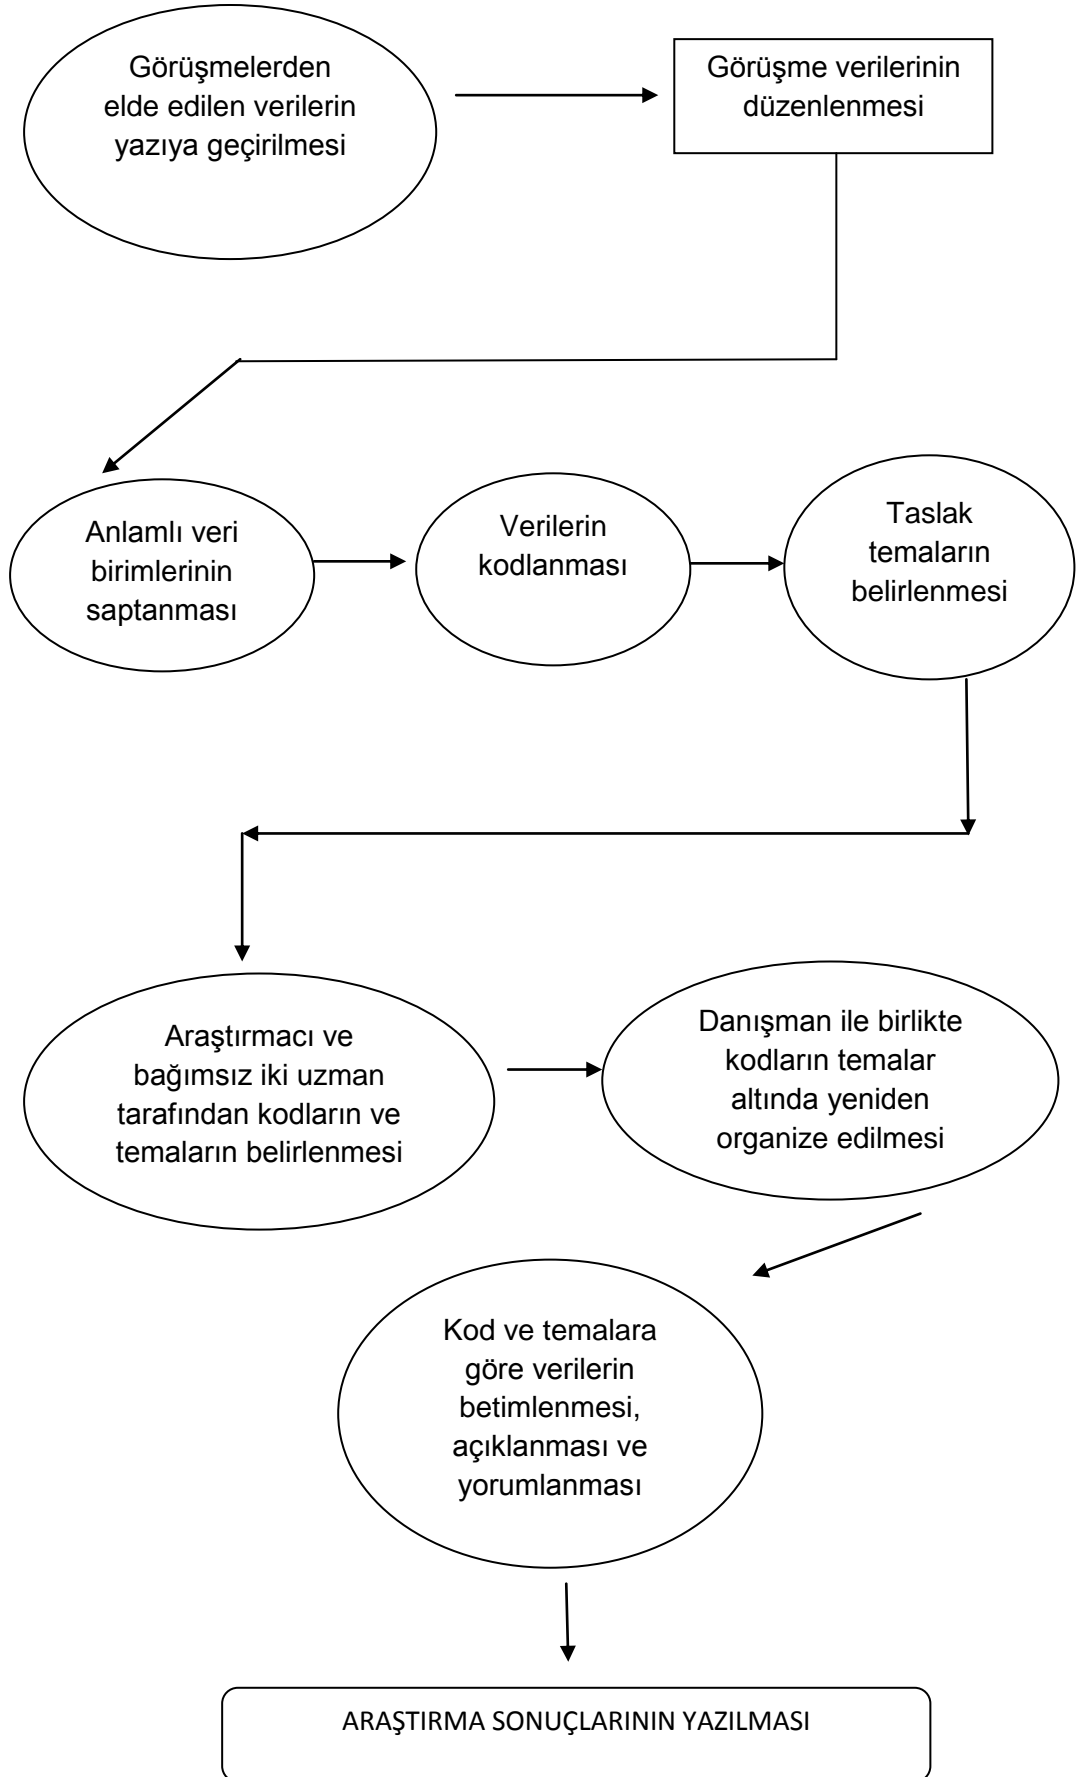 Görüşmelerden
elde edilen verilerin
yazıya geçirilmesi
Görüşme verilerinin
düzenlenmesi
Anlamlı veri
birimlerinin
saptanması
Verilerin
kodlanması
Taslak
temaların
belirlenmesi
Araştırmacı ve
bağımsız iki uzman
tarafından kodların ve
temaların belirlenmesi
Danışman ile birlikte
kodların temalar
altında yeniden
organize edilmesi
Kod ve temalara
göre verilerin
betimlenmesi,
açıklanması ve
yorumlanması
ARAŞTIRMA SONUÇLARININ YAZILMASI